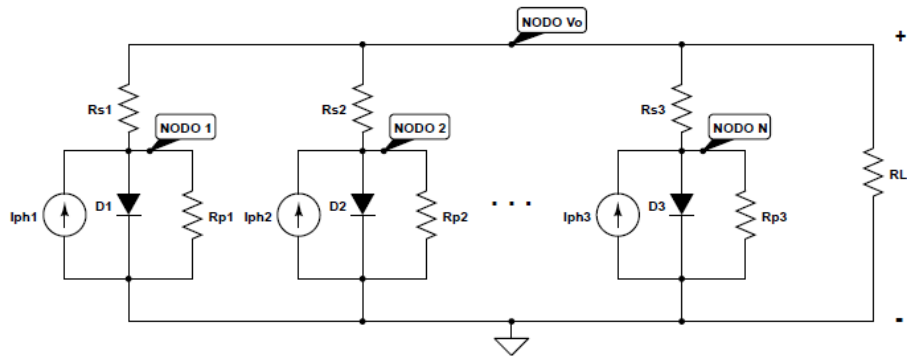 NODO Vo
+
Rs1
Rs2
Rs3
NODO 1
NODO 2
NODO N
RL
Iph1
D1
Rp1
Iph2
D2
Rp2
. . .
Iph3
D3
Rp3
-